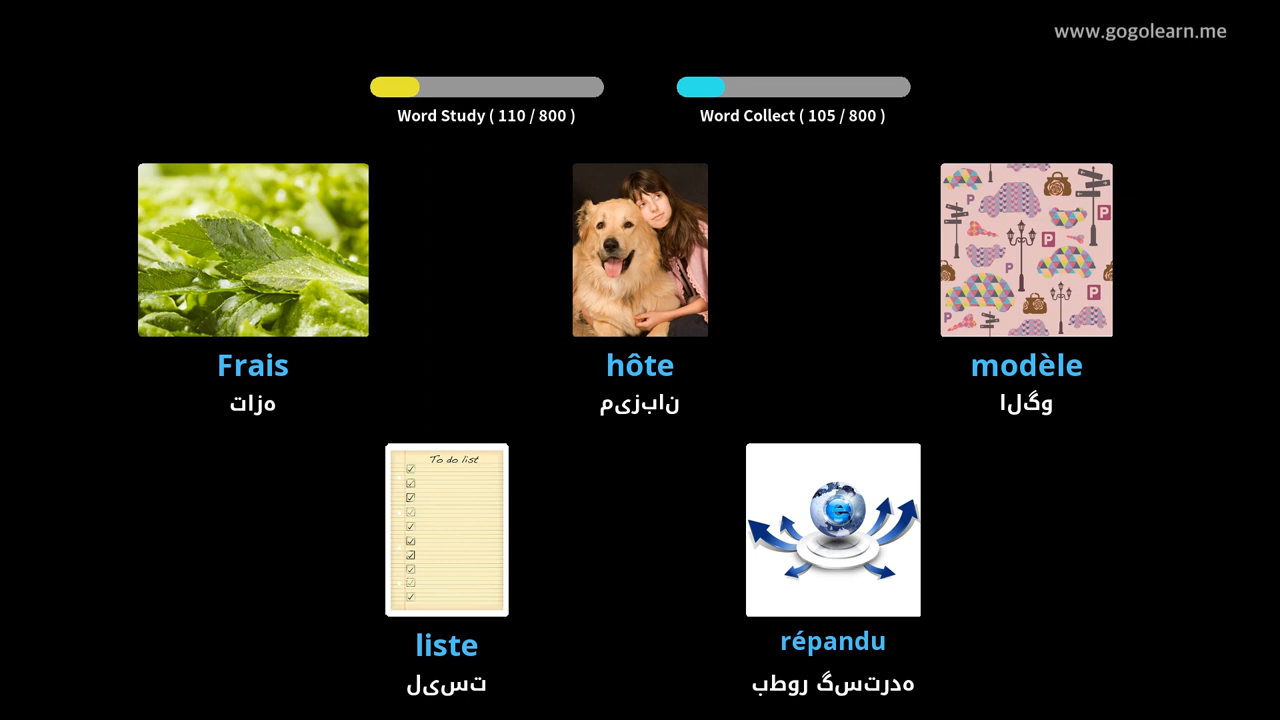 www.gogolearn.me
Word Study ( 110 / 800 )
Word Collect ( 105 / 800 )
Frais
تازه
hôte
میزبان
modèle
الگو
P
P
P
P
P
P
To do list
e
liste
لیست
répandu
بطور گسترده